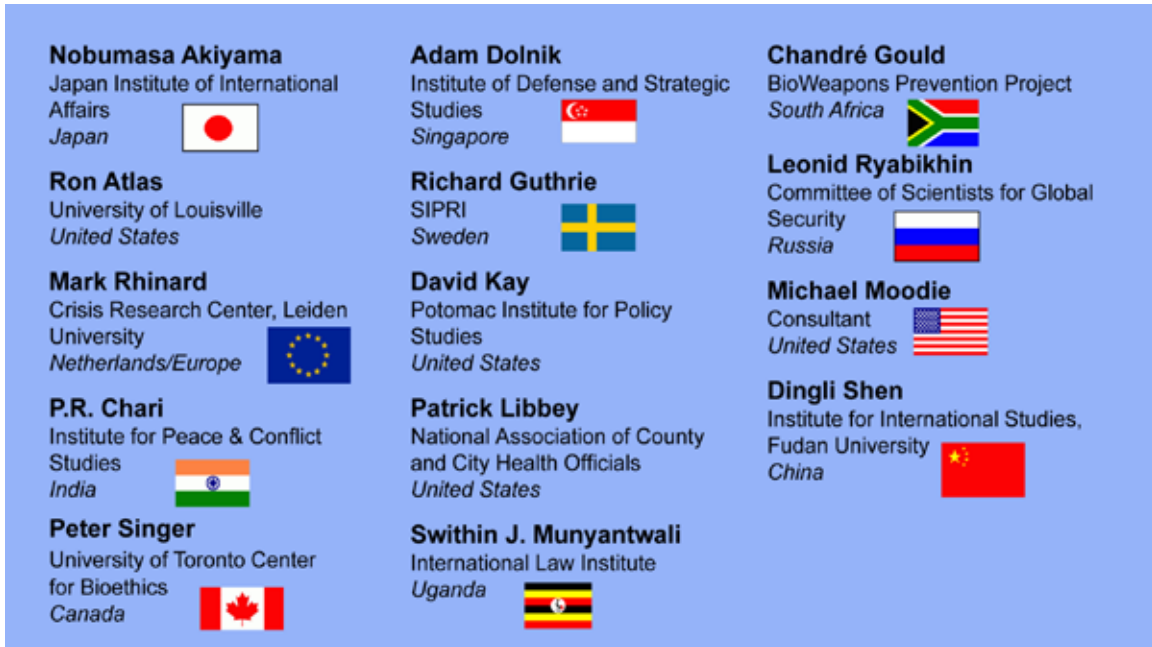 Nobumasa Akiyama
Japan Institute of International
Affairs
Japan
Ron Atlas
University of Louisville
United States
Mark Rhinard
Crisis Research Center, Leiden
University
Netherlands/Europe
P.R. Chari
Institute for Peace & Conflict
Studies
India
Peter Singer
University of Toronto Center
for Bioethics
Canada
Adam Dolnik
Institute of Defense and Strategic
Studies
Singapore
Richard Guthrie
SIPRI
Sweden
David Kay
Potomac Institute for Policy
Studies
United States
Patrick Libbey
National Association of County
and City Health Officials
United States
Swithin J. Munyantwali
International Law Institute
Uganda
Chandré Gould
BioWeapons Prevention Project
South Africa
Leonid Ryabikhin
Committee of Scientists for Global
Security
Russia
Michael Moodie
Consultant
United States
Dingli Shen
Institute for International Studies,
Fudan University
China